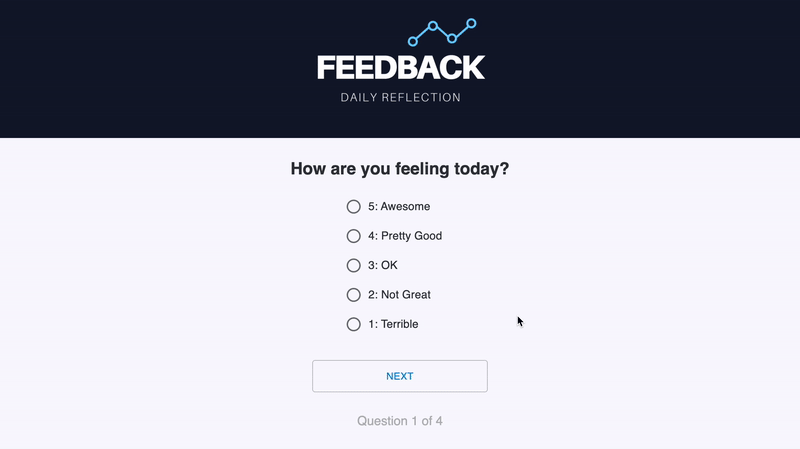 FEEDBACK
DAILY REFLECTION
How are you feeling today?
5: Awesome
4: Pretty Good
3: OK
2: Not Great
1: Terrible
NEXT
Question 1 of 4